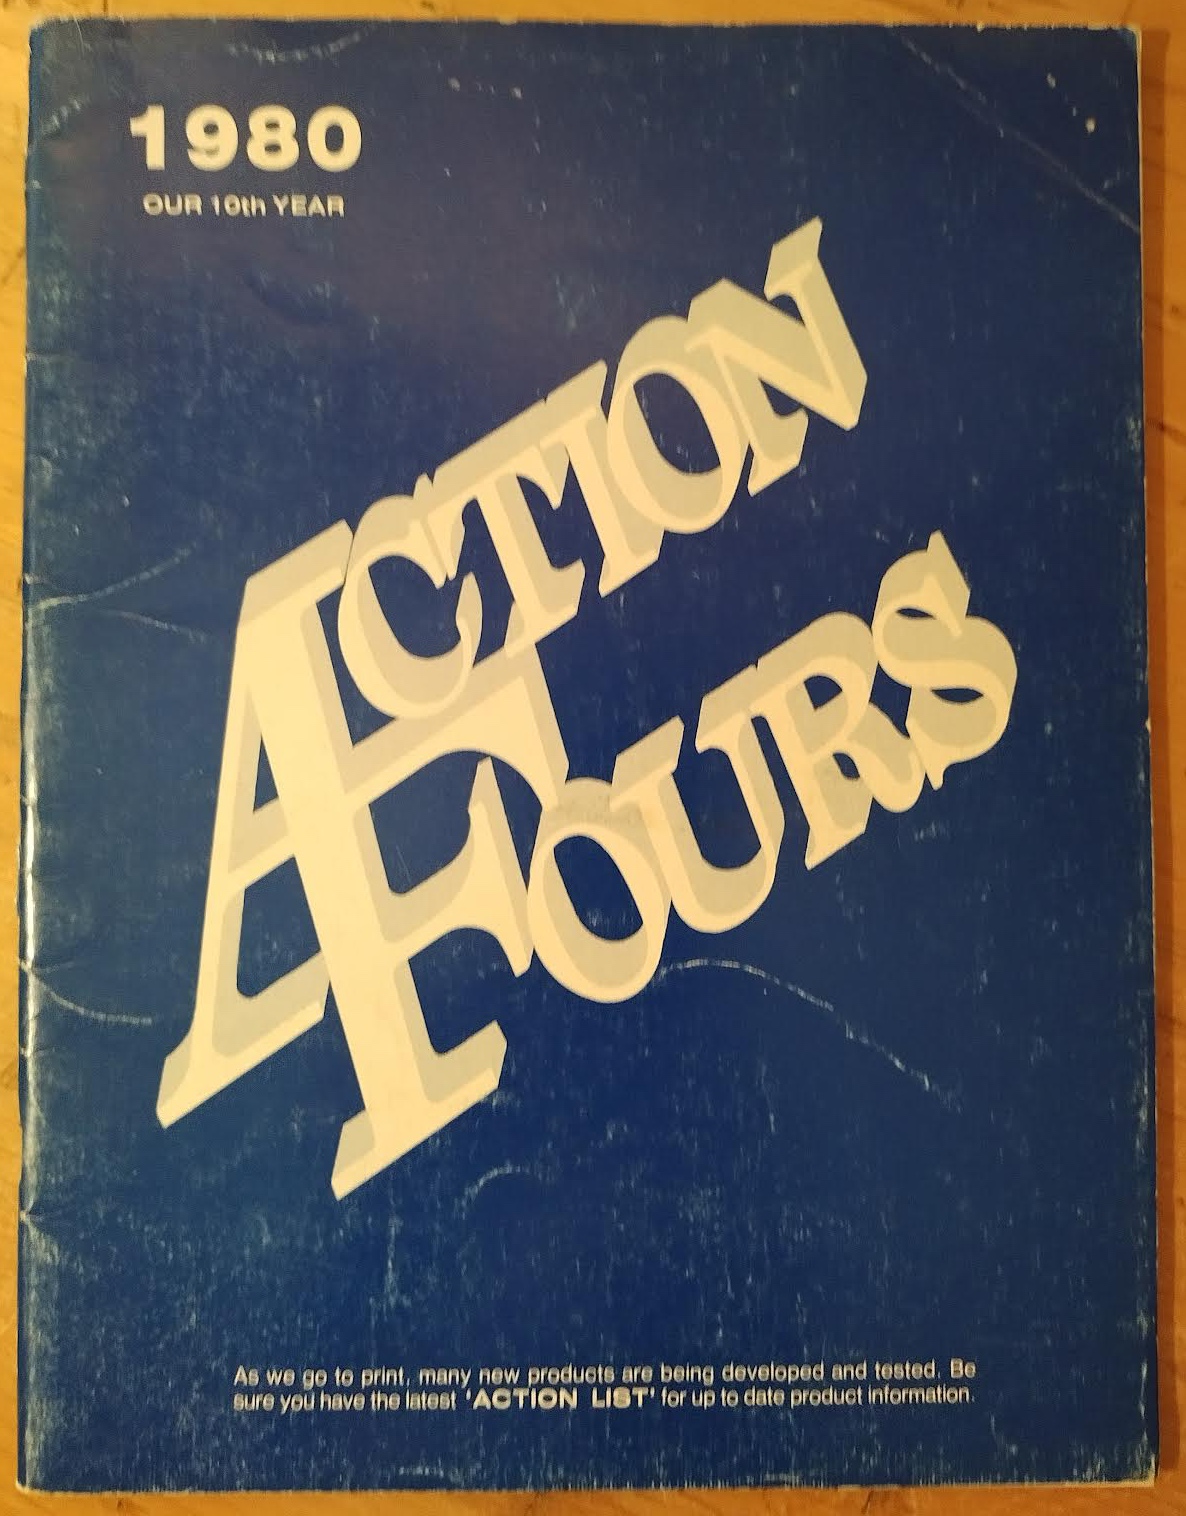 1980
OUR 10th YEAR
ACTION
FOURS
As we go to print, many new products are being developed and tested. Be
sure you have the latest 'ACTION LIST' for up to date product information.